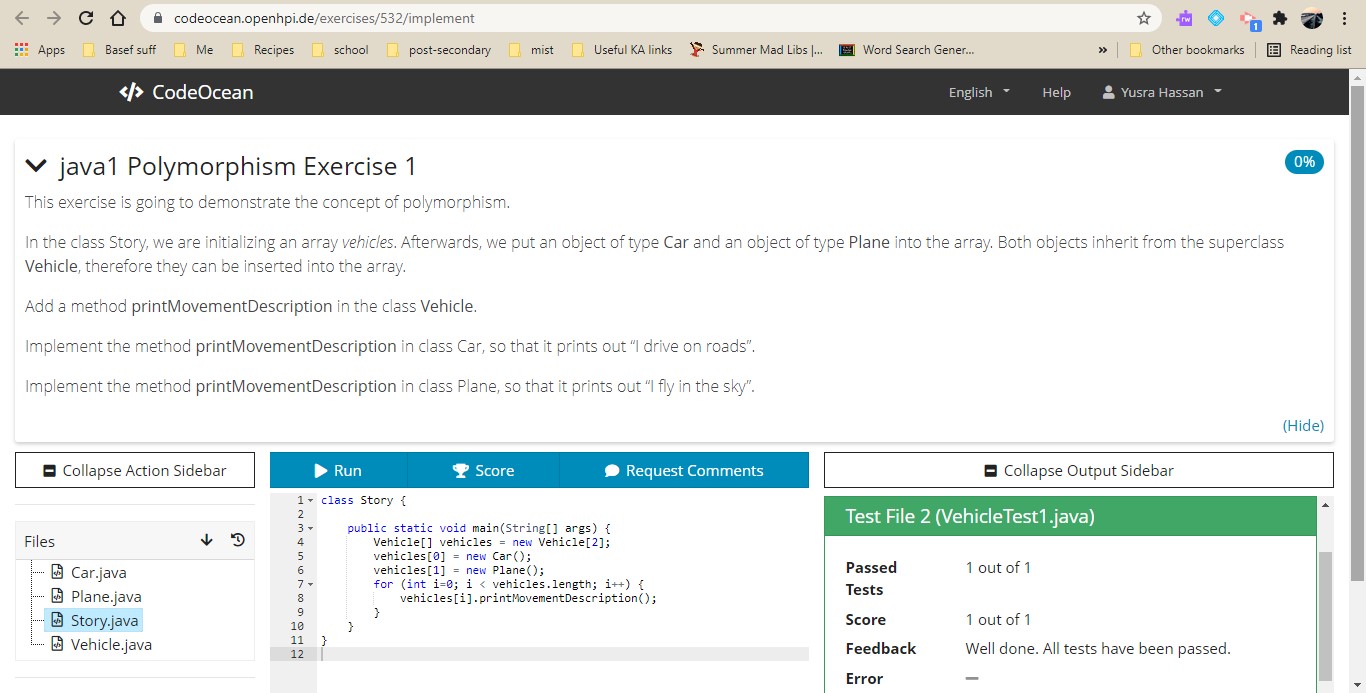 codeocean.openhpi.de/exercises/532/implement
rw
1
Apps Basef suff Me Recipes school post-secondary mist Useful KA links Summer Mad Libs |... Word Search Gener... » Other bookmarks Reading list
CodeOcean English Help Yusra Hassan
java1 Polymorphism Exercise 1 0%
This exercise is going to demonstrate the concept of polymorphism.
In the class Story, we are initializing an array vehicles. Afterwards, we put an object of type Car and an object of type Plane into the array. Both objects inherit from the superclass
Vehicle, therefore they can be inserted into the array.
Add a method printMovementDescription in the class Vehicle.
Implement the method printMovementDescription in class Car, so that it prints out “I drive on roads”.
Implement the method printMovementDescription in class Plane, so that it prints out “I fly in the sky”.
(Hide)
Collapse Action Sidebar
Files
Car.java
Plane.java
Story.java
Vehicle.java
Run Score Request Comments
1 class Story {
2
3     public static void main(String[] args) {
4         Vehicle[] vehicles = new Vehicle[2];
5         vehicles[0] = new Car();
6         vehicles[1] = new Plane();
7         for (int i=0; i < vehicles.length; i++) {
8             vehicles[i].printMovementDescription();
9         }
10     }
11 }
12
Collapse Output Sidebar
Test File 2 (VehicleTest1.java)
Passed 1 out of 1
Tests
Score 1 out of 1
Feedback Well done. All tests have been passed.
Error —